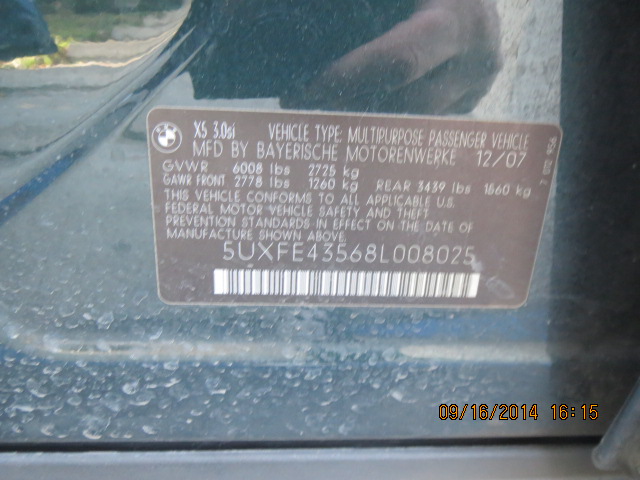 X5 3.0si VEHICLE TYPE: MULTIPURPOSE PASSENGER VEHICLE
MFD BY BAYERISCHE MOTORENWERKE 12/07
GVWR 6008 lbs 2725 kg
GAWR FRONT 2778 lbs 1260 kg REAR 3439 lbs 1560 kg
THIS VEHICLE CONFORMS TO ALL APPLICABLE U.S.
FEDERAL MOTOR VEHICLE SAFETY, BUMPER, AND THEFT
PREVENTION STANDARDS IN EFFECT ON THE DATE OF
MANUFACTURE SHOWN ABOVE.
5UXFE43568L008025
09/16/2014 16:15